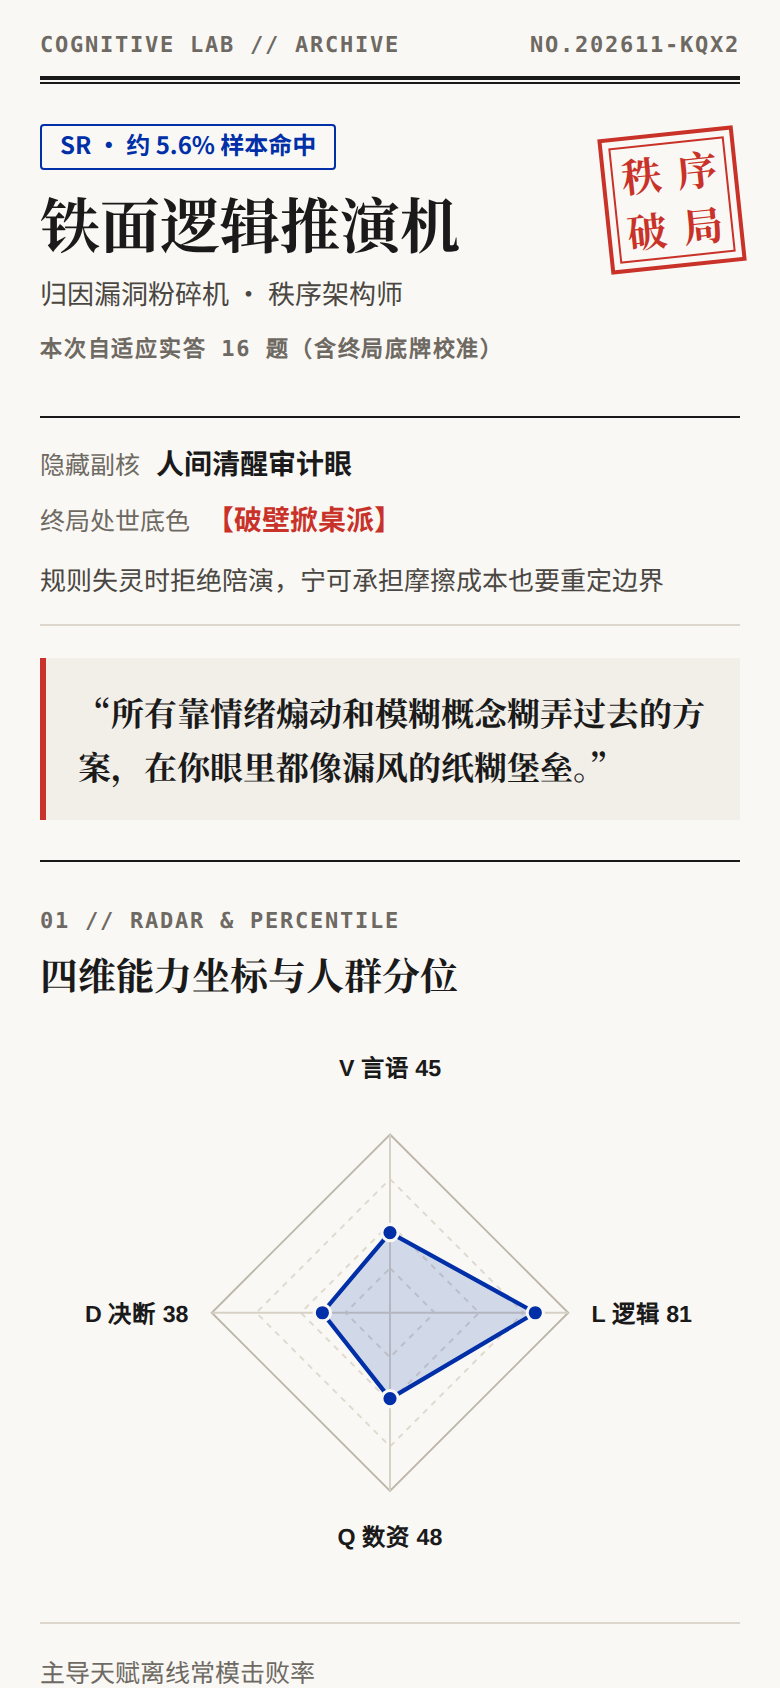 COGNITIVE LAB // ARCHIVE
NO.202611-KQX2
SR · 约 5.6% 样本命中
秩序
破局
铁面逻辑推演机
归因漏洞粉碎机 · 秩序架构师
本次自适应实答 16 题（含终局底牌校准）
隐藏副核 人间清醒审计眼
终局处世底色 【破壁掀桌派】
规则失灵时拒绝陪演，宁可承担摩擦成本也要重定边界
“所有靠情绪煽动和模糊概念糊弄过去的方
案，在你眼里都像漏风的纸糊堡垒。”
01 // RADAR & PERCENTILE
四维能力坐标与人群分位
V 言语 45
D 决断 38
L 逻辑 81
Q 数资 48
主导天赋离线常模击败率